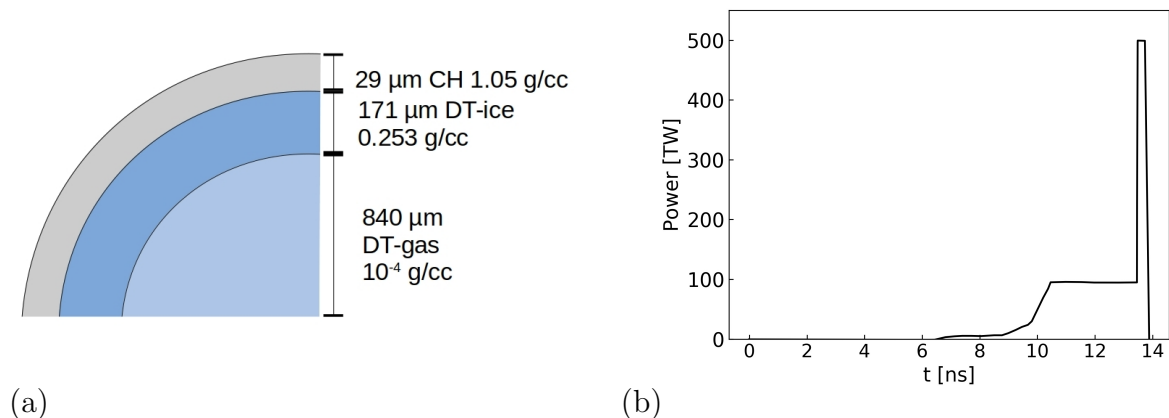 29 μm CH 1.05 g/cc
171 μm DT-ice
0.253 g/cc
840 μm
DT-gas
10⁻⁴ g/cc
(a)
Power [TW]
500
400
300
200
100
0
0 2 4 6 8 10 12 14
t [ns]
(b)